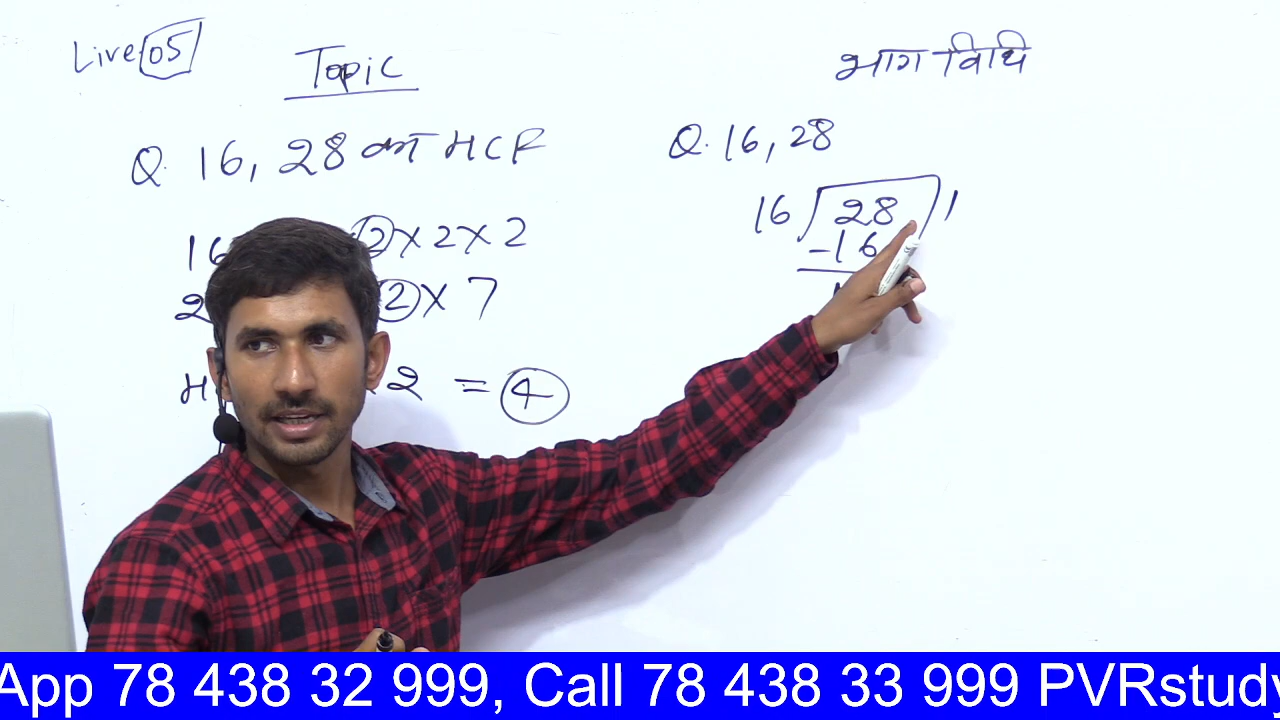 Live 05
Topic
Q. 16, 28 का HCF
2 × 2 × 2
2 × 7
2 = 4
भाग विधि
Q. 16, 28
16 ) 28 ( 1
-16
App 78 438 32 999, Call 78 438 33 999 PVRstudy